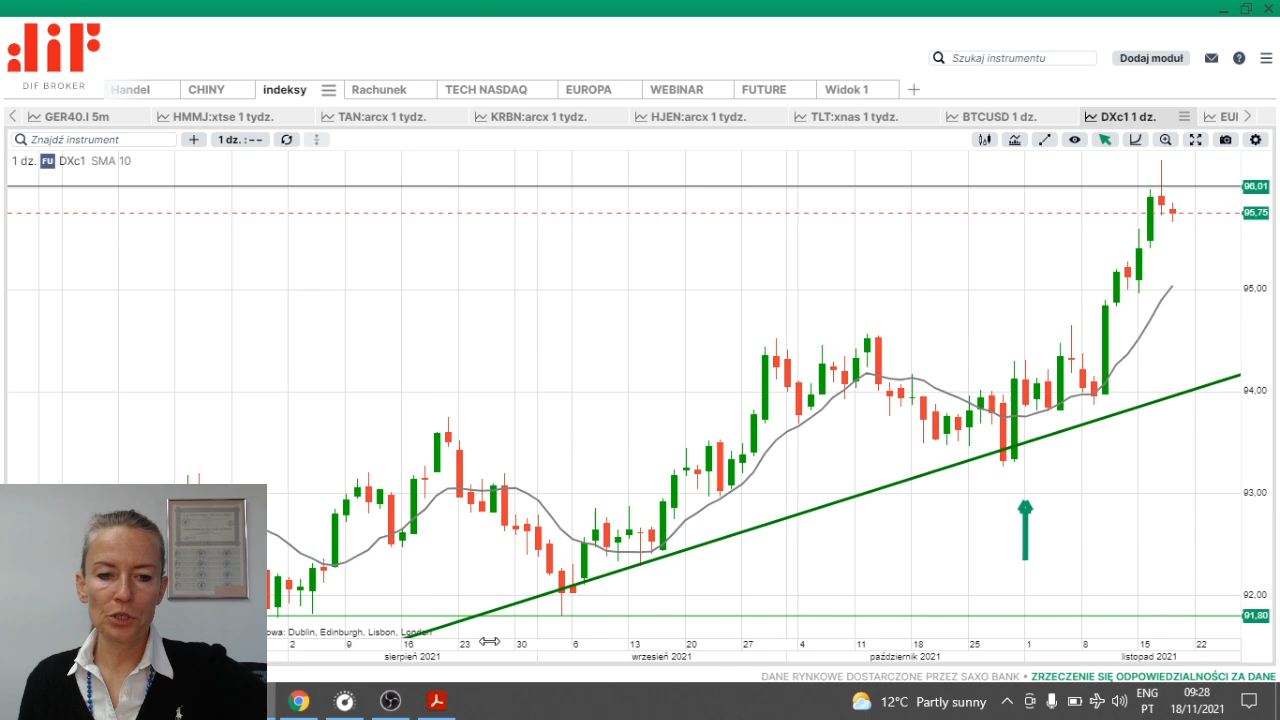 dif
DIF BROKER
Szukaj instrumentu
Dodaj moduł
Handel
CHINY
indeksy
Rachunek
TECH NASDAQ
EUROPA
WEBINAR
FUTURE
Widok 1
GER40.I 5m
HMMJ:xtse 1 tydz.
TAN:arcx 1 tydz.
KRBN:arcx 1 tydz.
HJEN:arcx 1 tydz.
TLT:xnas 1 tydz.
BTCUSD 1 dz.
DXc1 1 dz.
EUI
Znajdź instrument
1 dz. : – –
1 dz. FU DXc1 SMA 10
96,01
95,75
95,00
94,00
93,00
92,00
91,80
owa: Dublin, Edinburgh, Lisbon, London
2 9 16 23 30 6 13 20 27 4 11 18 25 1 8 15 22
sierpień 2021 wrzesień 2021 październik 2021 listopad 2021
DANE RYNKOWE DOSTARCZONE PRZEZ SAXO BANK • ZRZECZENIE SIĘ ODPOWIEDZIALNOŚCI ZA DANE
12°C Partly sunny
ENG
PT
09:28
18/11/2021